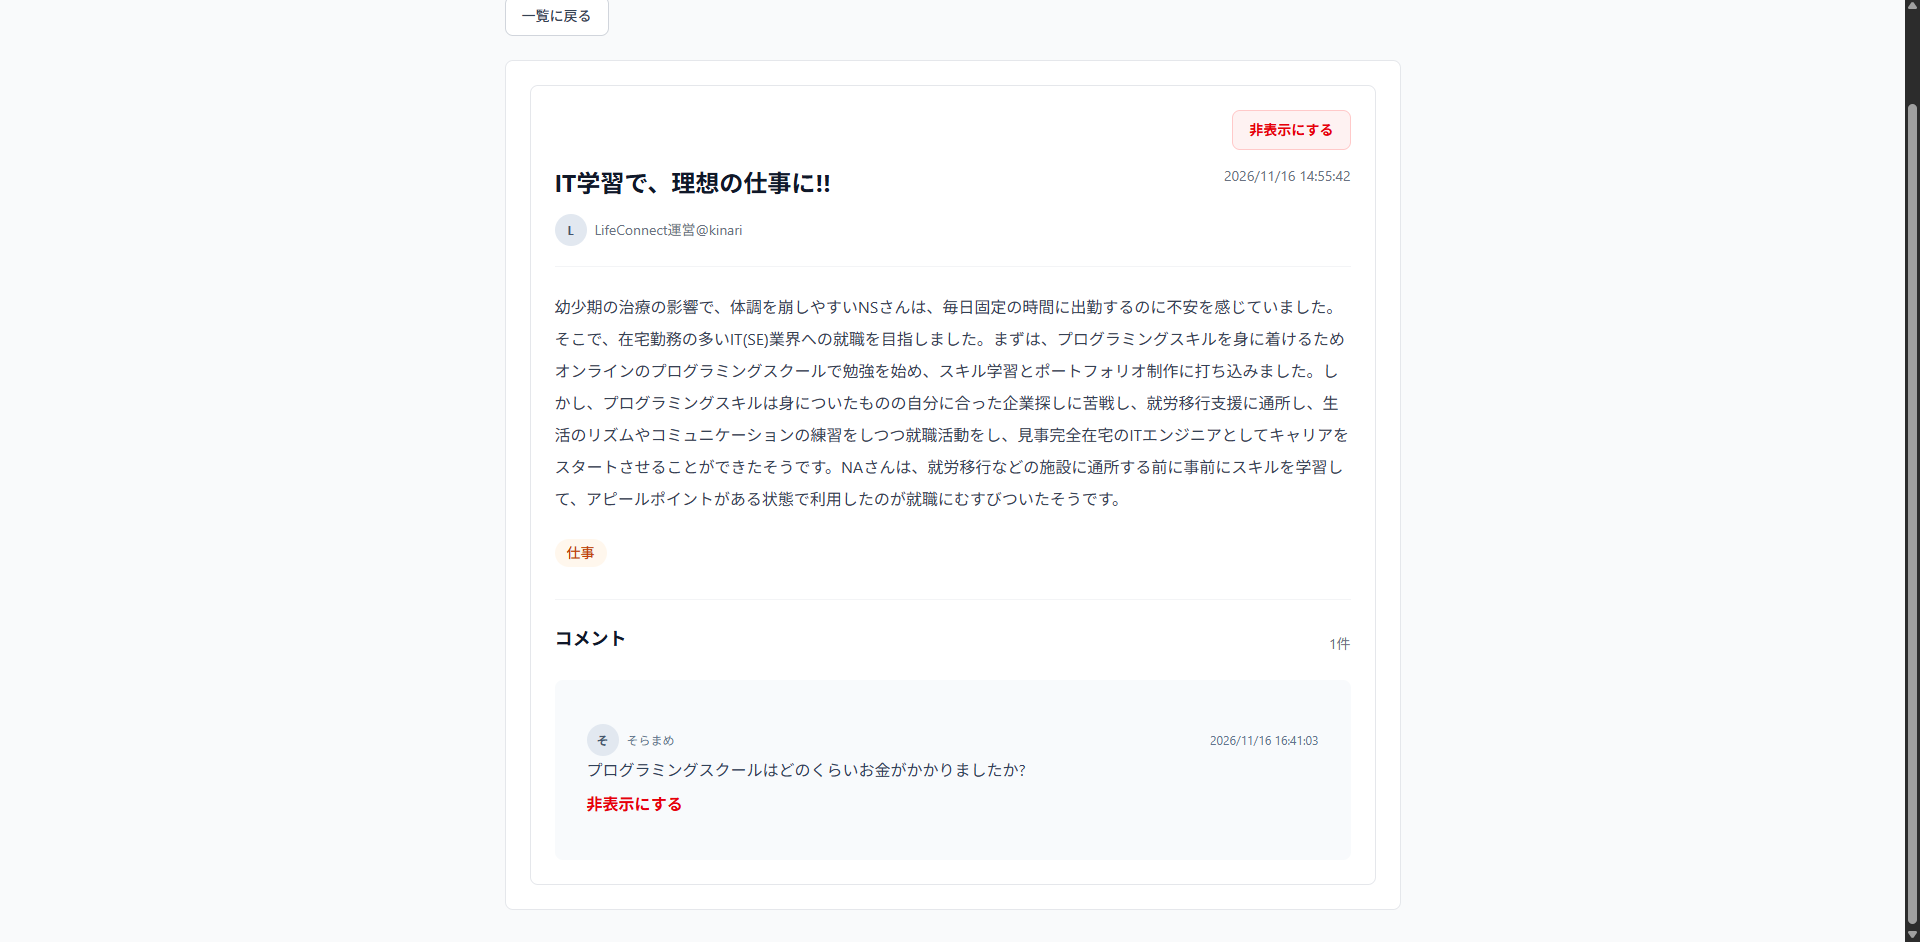 一覧に戻る
非表示にする
IT学習で、理想の仕事に!!
2026/11/16 14:55:42
L
LifeConnect運営@kinari
幼少期の治療の影響で、体調を崩しやすいNSさんは、毎日固定の時間に出勤するのに不安を感じていました。
そこで、在宅勤務の多いIT(SE)業界への就職を目指しました。まずは、プログラミングスキルを身に着けるため
オンラインのプログラミングスクールで勉強を始め、スキル学習とポートフォリオ制作に打ち込みました。し
かし、プログラミングスキルは身についたものの自分に合った企業探しに苦戦し、就労移行支援に通所し、生
活のリズムやコミュニケーションの練習をしつつ就職活動をし、見事完全在宅のITエンジニアとしてキャリアを
スタートさせることができたそうです。NAさんは、就労移行などの施設に通所する前に事前にスキルを学習し
て、アピールポイントがある状態で利用したのが就職にむすびついたそうです。
仕事
コメント
1件
そ
そらまめ
2026/11/16 16:41:03
プログラミングスクールはどのくらいお金がかかりましたか?
非表示にする